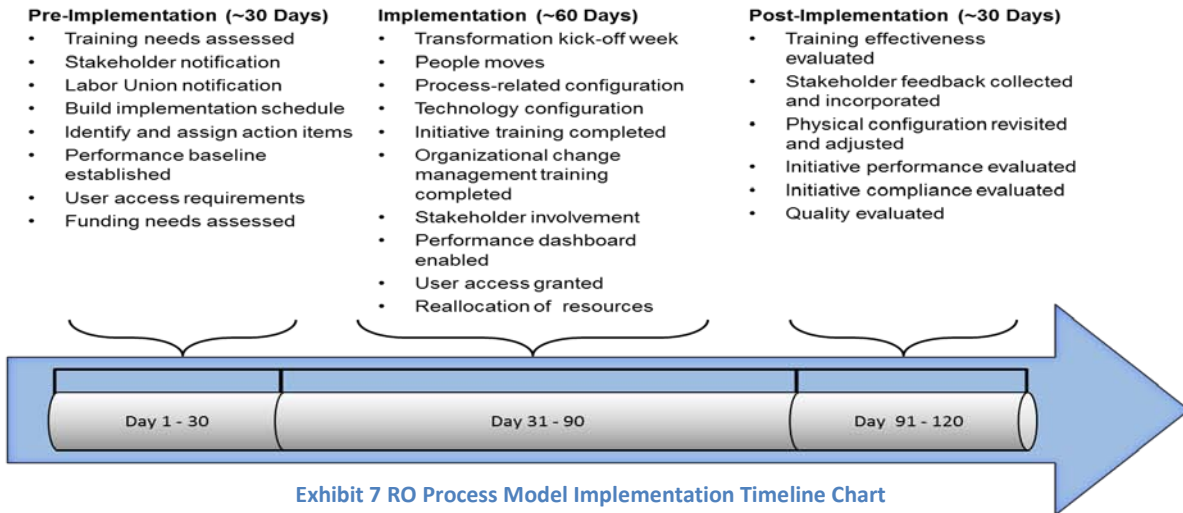 Pre-Implementation (~30 Days)
• Training needs assessed
• Stakeholder notification
• Labor Union notification
• Build implementation schedule
• Identify and assign action items
• Performance baseline
established
• User access requirements
• Funding needs assessed
Implementation (~60 Days)
• Transformation kick-off week
• People moves
• Process-related configuration
• Technology configuration
• Initiative training completed
• Organizational change
management training
completed
• Stakeholder involvement
• Performance dashboard
enabled
• User access granted
• Reallocation of resources
Post-Implementation (~30 Days)
• Training effectiveness
evaluated
• Stakeholder feedback collected
and incorporated
• Physical configuration revisited
and adjusted
• Initiative performance evaluated
• Initiative compliance evaluated
• Quality evaluated
Day 1 - 30
Day 31 - 90
Day 91 - 120
Exhibit 7 RO Process Model Implementation Timeline Chart